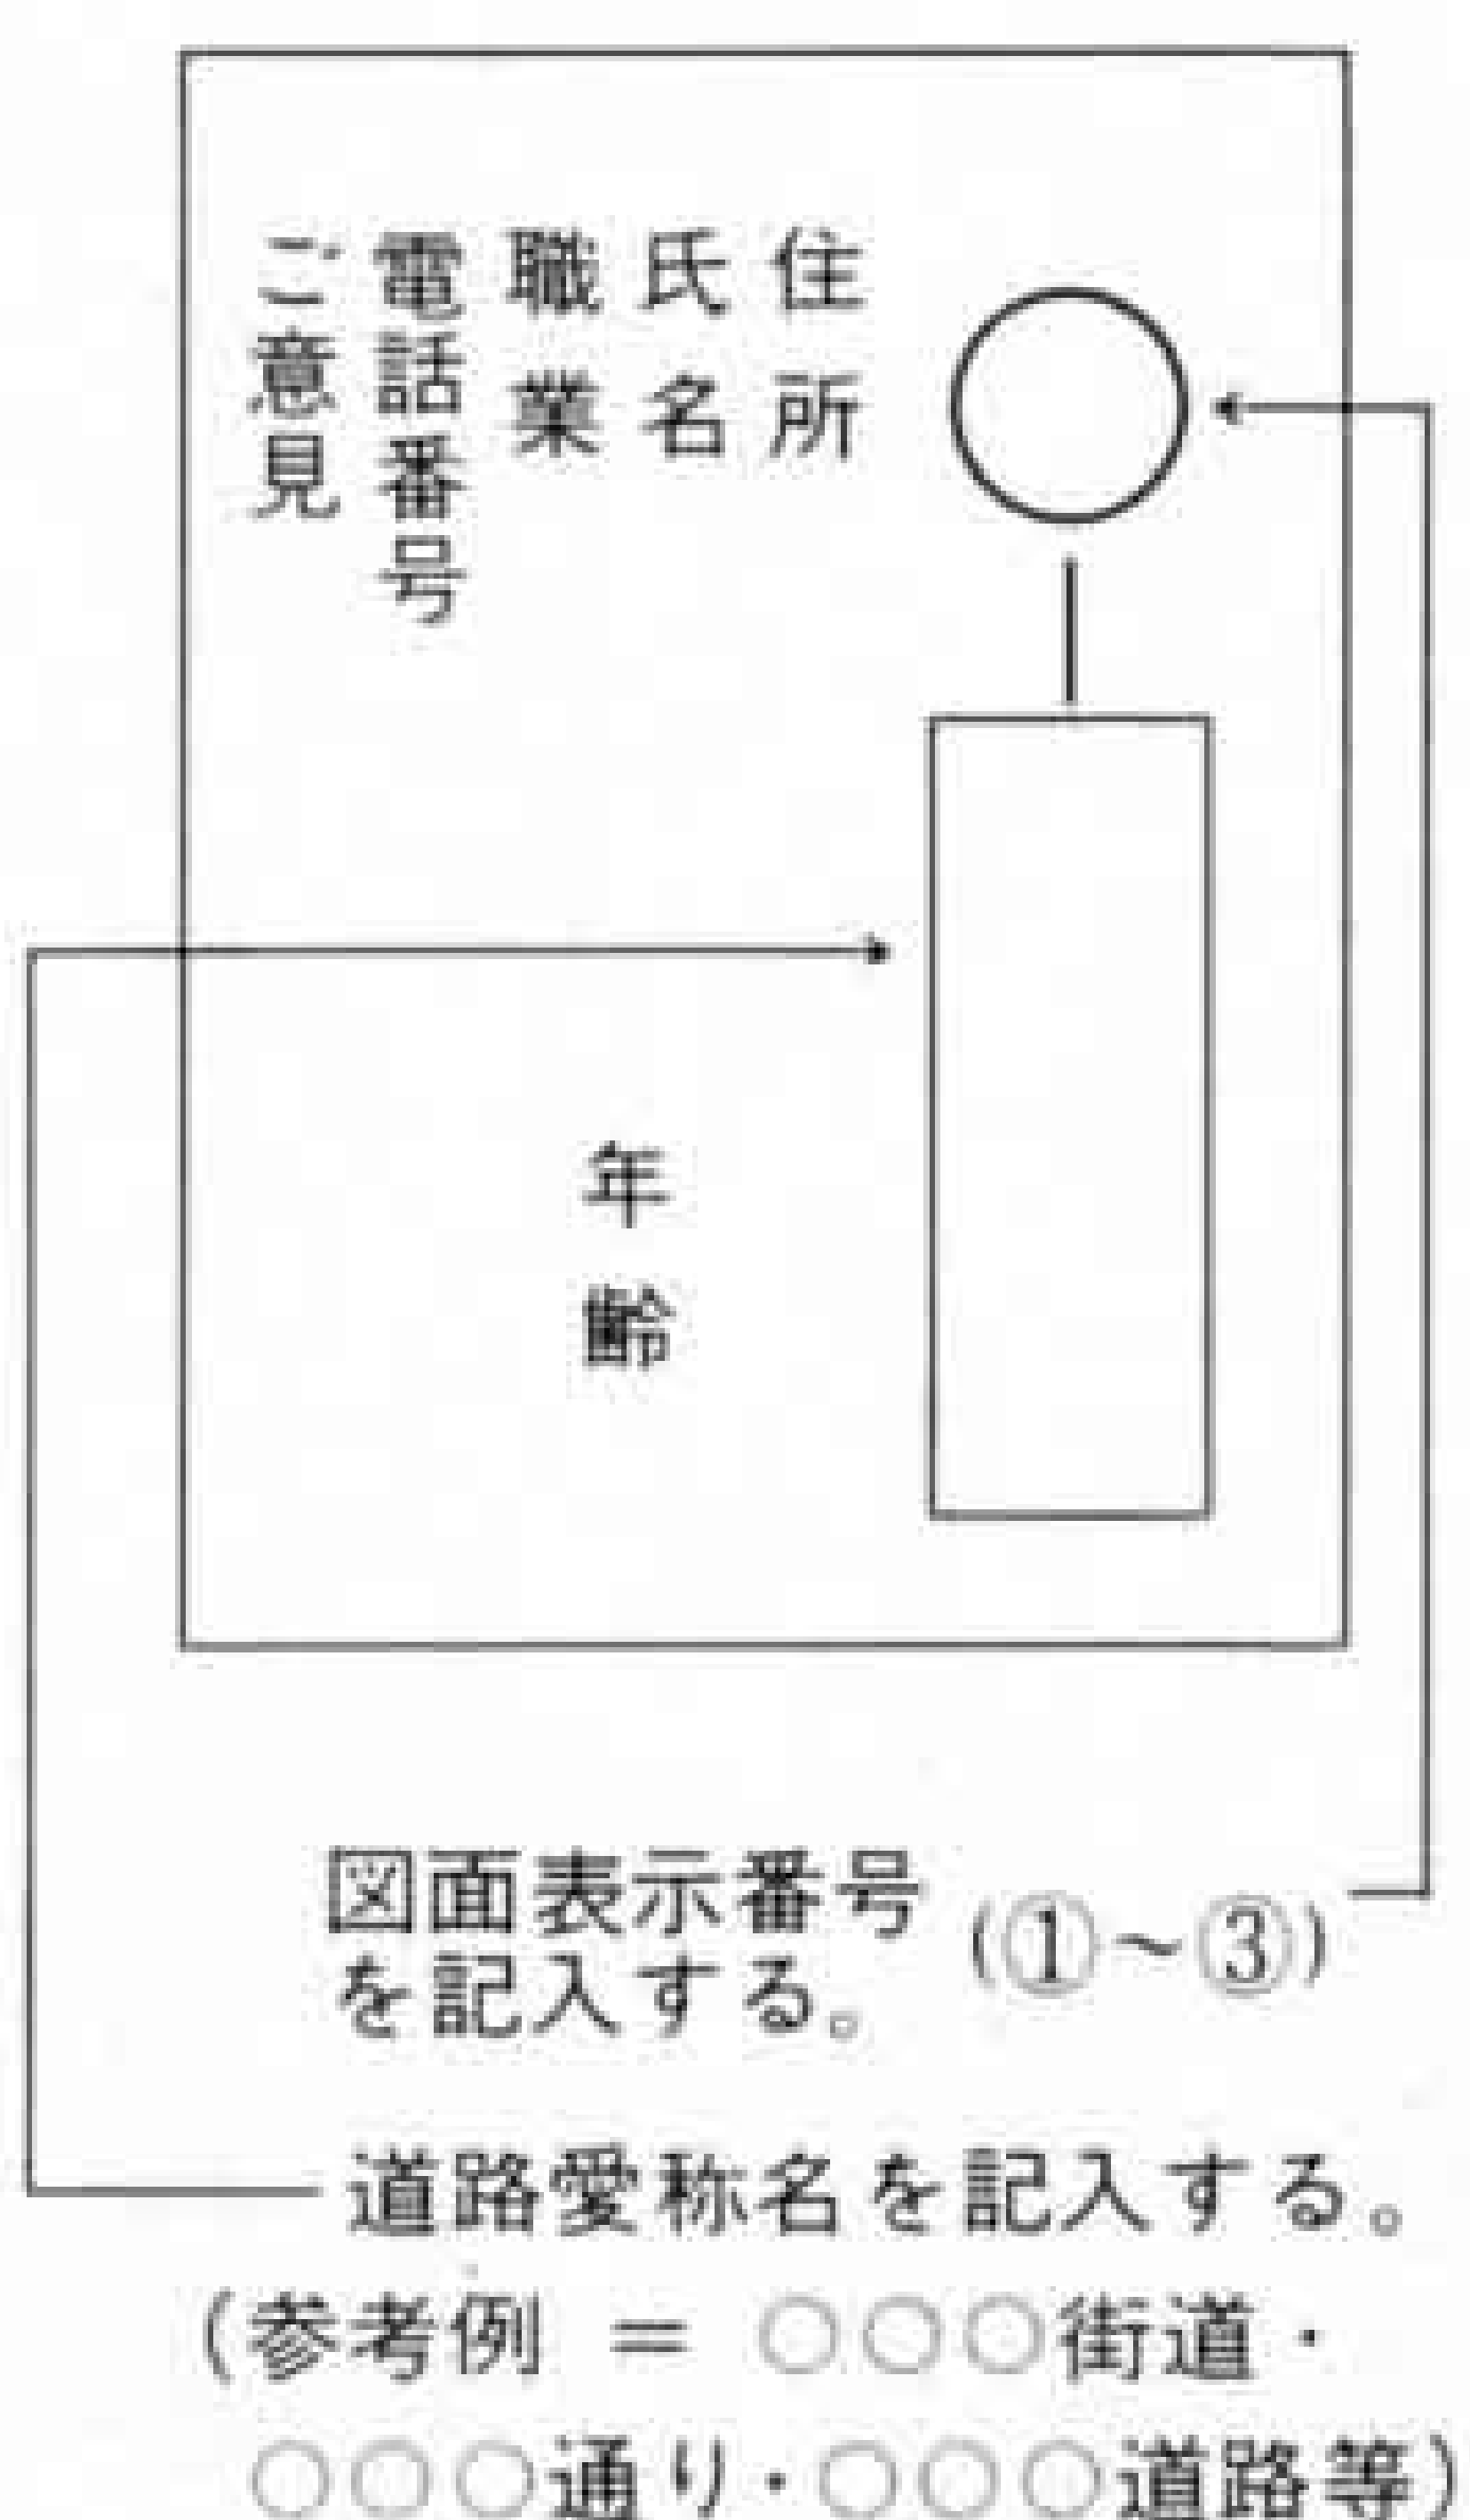 住所
氏名
職業 年齢
電話番号
ご意見
図面表示番号
を記入する。
(①~③)
道路愛称名を記入する。
(参考例 = ○○○街道・
○○○通り・○○○道路等)